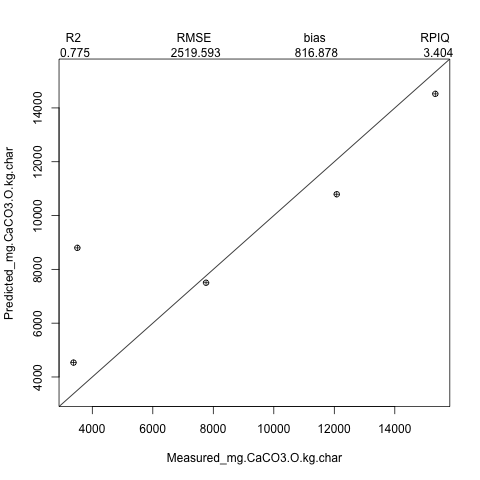 R2 RMSE bias RPIQ
0.775 2519.593 816.878 3.404
Predicted_mg.CaCO3.O.kg.char
14000
12000
10000
8000
6000
4000
4000 6000 8000 10000 12000 14000
Measured_mg.CaCO3.O.kg.char